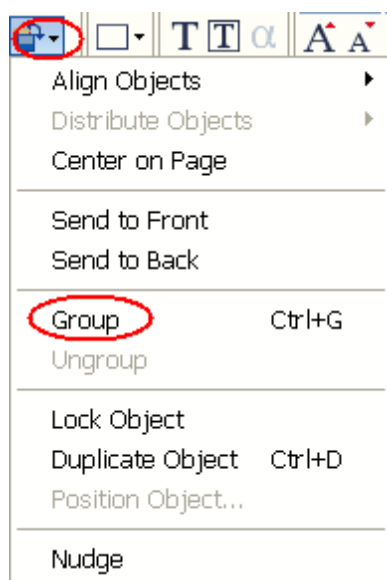 T T α A A
Align Objects
Distribute Objects
Center on Page
Send to Front
Send to Back
Group Ctrl+G
Ungroup
Lock Object
Duplicate Object Ctrl+D
Position Object...
Nudge